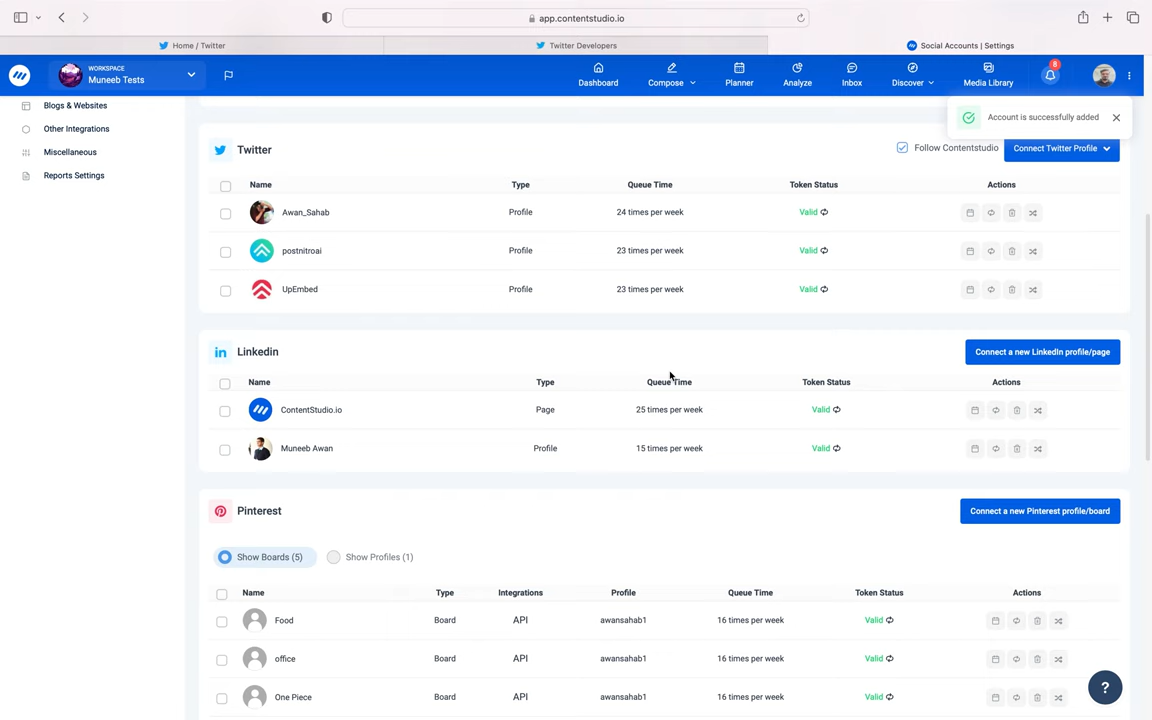 app.contentstudio.io
Home / Twitter
Twitter Developers
Social Accounts | Settings
WORKSPACE
Muneeb Tests
Dashboard
Compose
Planner
Analyze
Inbox
Discover
Media Library
8
Blogs & Websites
Other Integrations
Miscellaneous
Reports Settings
Account is successfully added
Twitter
Follow Contentstudio
Connect Twitter Profile
Name Type Queue Time Token Status Actions
Awan_Sahab Profile 24 times per week Valid
postnitroai Profile 23 times per week Valid
UpEmbed Profile 23 times per week Valid
Linkedin
Connect a new LinkedIn profile/page
Name Type Queue Time Token Status Actions
ContentStudio.io Page 25 times per week Valid
Muneeb Awan Profile 15 times per week Valid
Pinterest
Connect a new Pinterest profile/board
Show Boards (5) Show Profiles (1)
Name Type Integrations Profile Queue Time Token Status Actions
Food Board API awansahab1 16 times per week Valid
office Board API awansahab1 16 times per week Valid
One Piece Board API awansahab1 16 times per week Valid
?